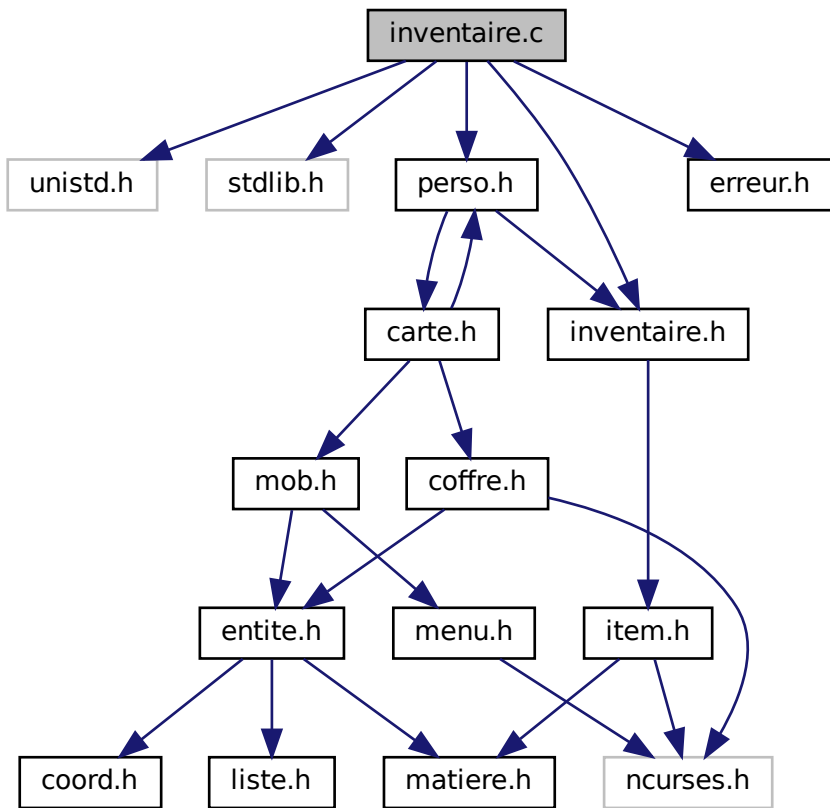 inventaire.c
unistd.h
stdlib.h
perso.h
erreur.h
carte.h
inventaire.h
mob.h
coffre.h
entite.h
menu.h
item.h
coord.h
liste.h
matiere.h
ncurses.h